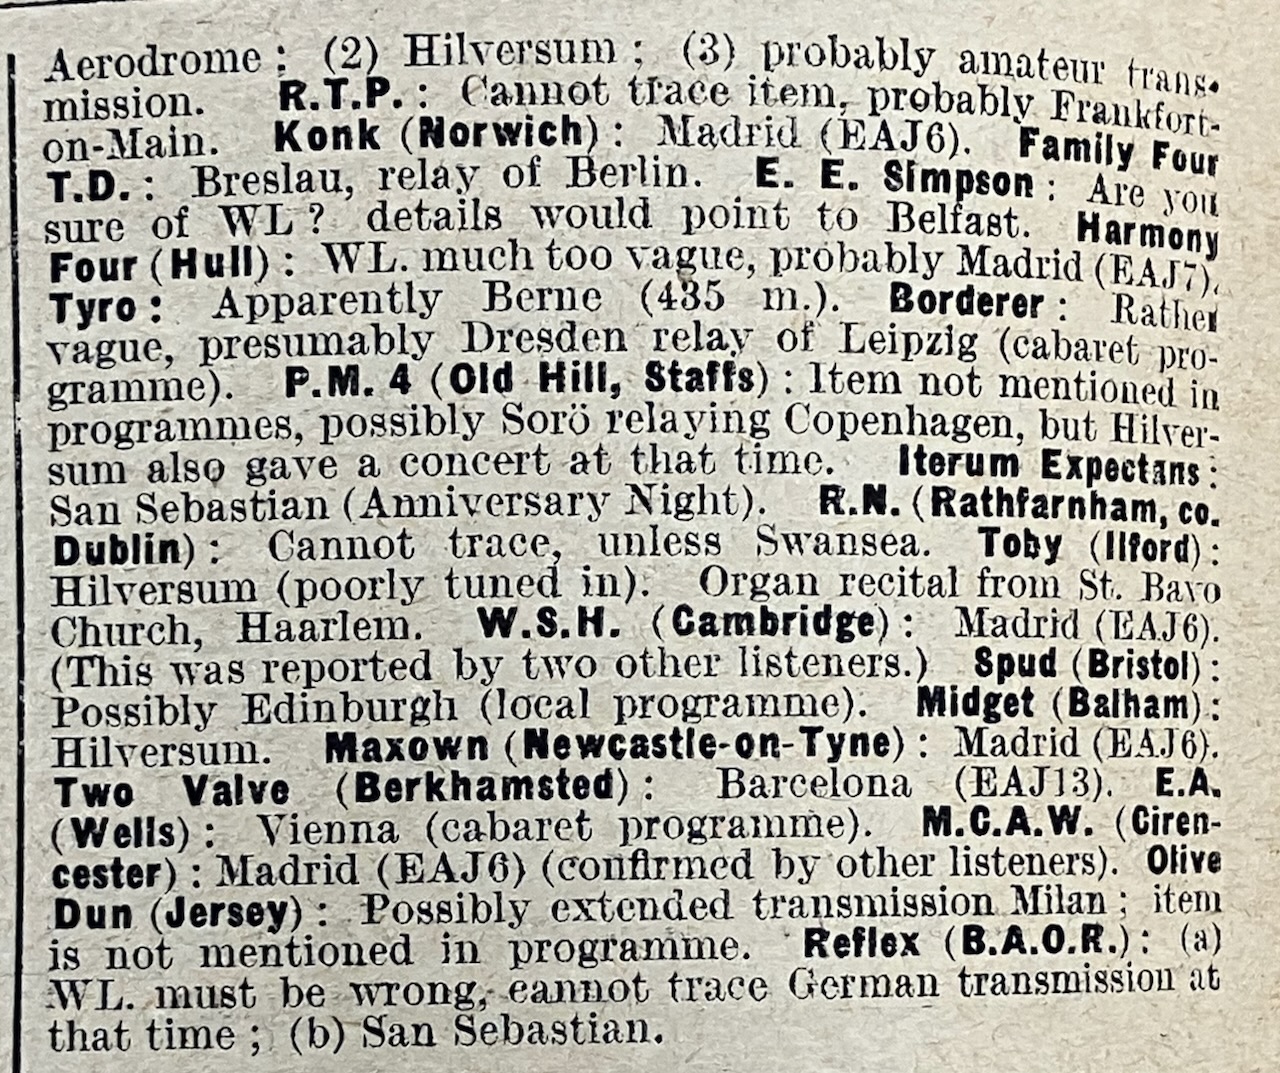 Aerodrome : (2) Hilversum ; (3) probably amateur trans-
mission. R.T.P. : Cannot trace item, probably Frankfort-
on-Main. Konk (Norwich) : Madrid (EAJ6). Family Four
T.D. : Breslau, relay of Berlin. E. E. Simpson : Are you
sure of WL ? details would point to Belfast. Harmony
Four (Hull) : WL. much too vague, probably Madrid (EAJ7).
Tyro : Apparently Berne (435 m.). Borderer : Rather
vague, presumably Dresden relay of Leipzig (cabaret pro-
gramme). P.M. 4 (Old Hill, Staffs) : Item not mentioned in
programmes, possibly Sorö relaying Copenhagen, but Hilver-
sum also gave a concert at that time. Iterum Expectans :
San Sebastian (Anniversary Night). R.N. (Rathfarnham, co.
Dublin) : Cannot trace, unless Swansea. Toby (Ilford) :
Hilversum (poorly tuned in). Organ recital from St. Bavo
Church, Haarlem. W.S.H. (Cambridge) : Madrid (EAJ6).
(This was reported by two other listeners.) Spud (Bristol) :
Possibly Edinburgh (local programme). Midget (Balham) :
Hilversum. Maxown (Newcastle-on-Tyne) : Madrid (EAJ6).
Two Valve (Berkhamsted) : Barcelona (EAJ13). E.A.
(Wells) : Vienna (cabaret programme). M.C.A.W. (Ciren-
cester) : Madrid (EAJ6) (confirmed by other listeners). Olive
Dun (Jersey) : Possibly extended transmission Milan ; item
is not mentioned in programme. Reflex (B.A.O.R.) : (a)
WL. must be wrong, cannot trace German transmission at
that time ; (b) San Sebastian.